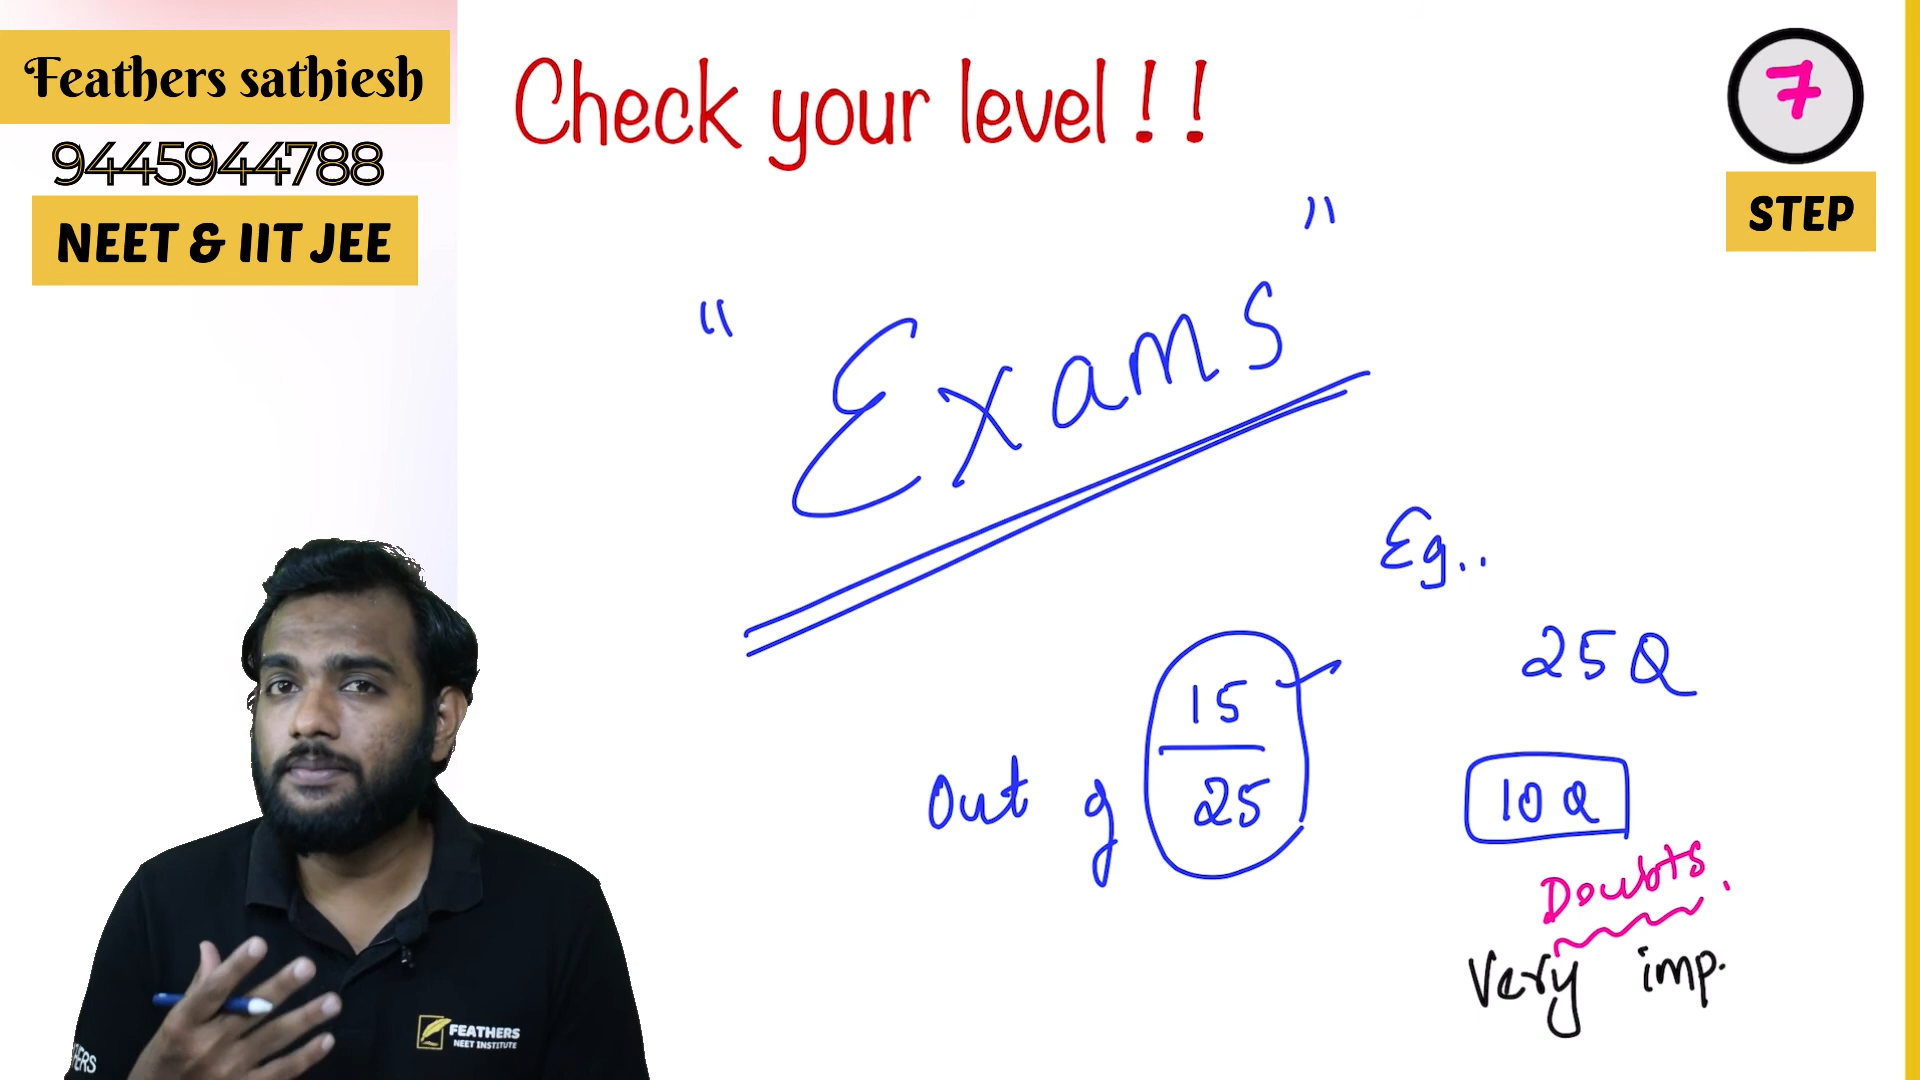 Feathers sathiesh
9445944788
NEET & IIT JEE
Check your level !!
7
STEP
" Exams "
Eg..
25Q
15
Out of
25
10 Q
Doubts.
Very imp.
FEATHERS
NEET INSTITUTE